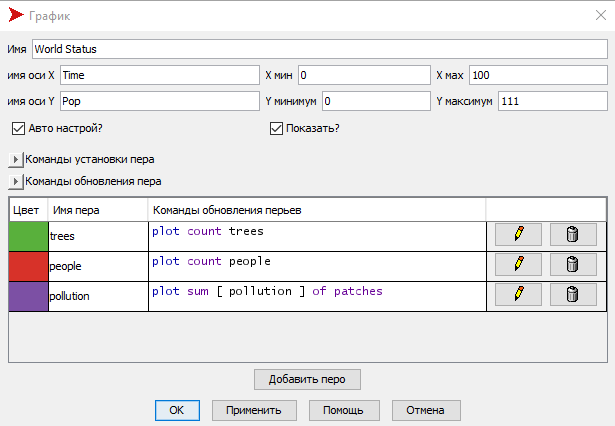 График
Имя World Status
имя оси X Time X мин 0 X мах 100
имя оси Y Pop Y минимум 0 Y максимум 111
Авто настрой? Показать?
Команды установки пера
Команды обновления пера
Цвет Имя пера Команды обновления перьев
trees plot count trees
people plot count people
pollution plot sum [ pollution ] of patches
Добавить перо
OK Применить Помощь Отмена